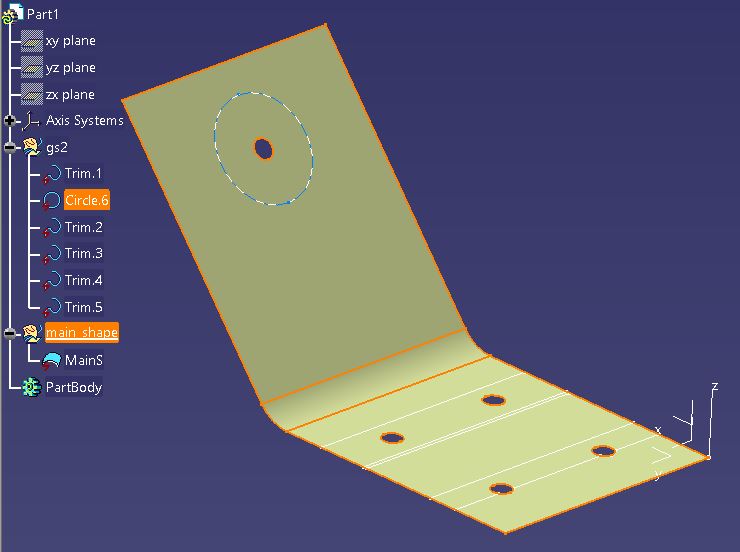 Part1
xy plane
yz plane
zx plane
Axis Systems
gs2
Trim.1
Circle.6
Trim.2
Trim.3
Trim.4
Trim.5
main_shape
MainS
PartBody
z
x
y